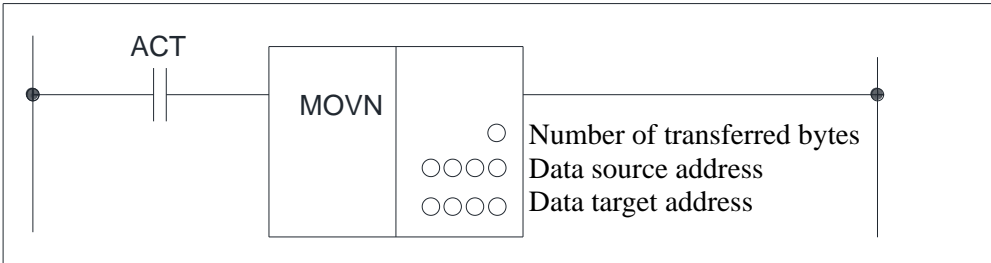 ACT
MOVN
Number of transferred bytes
Data source address
Data target address